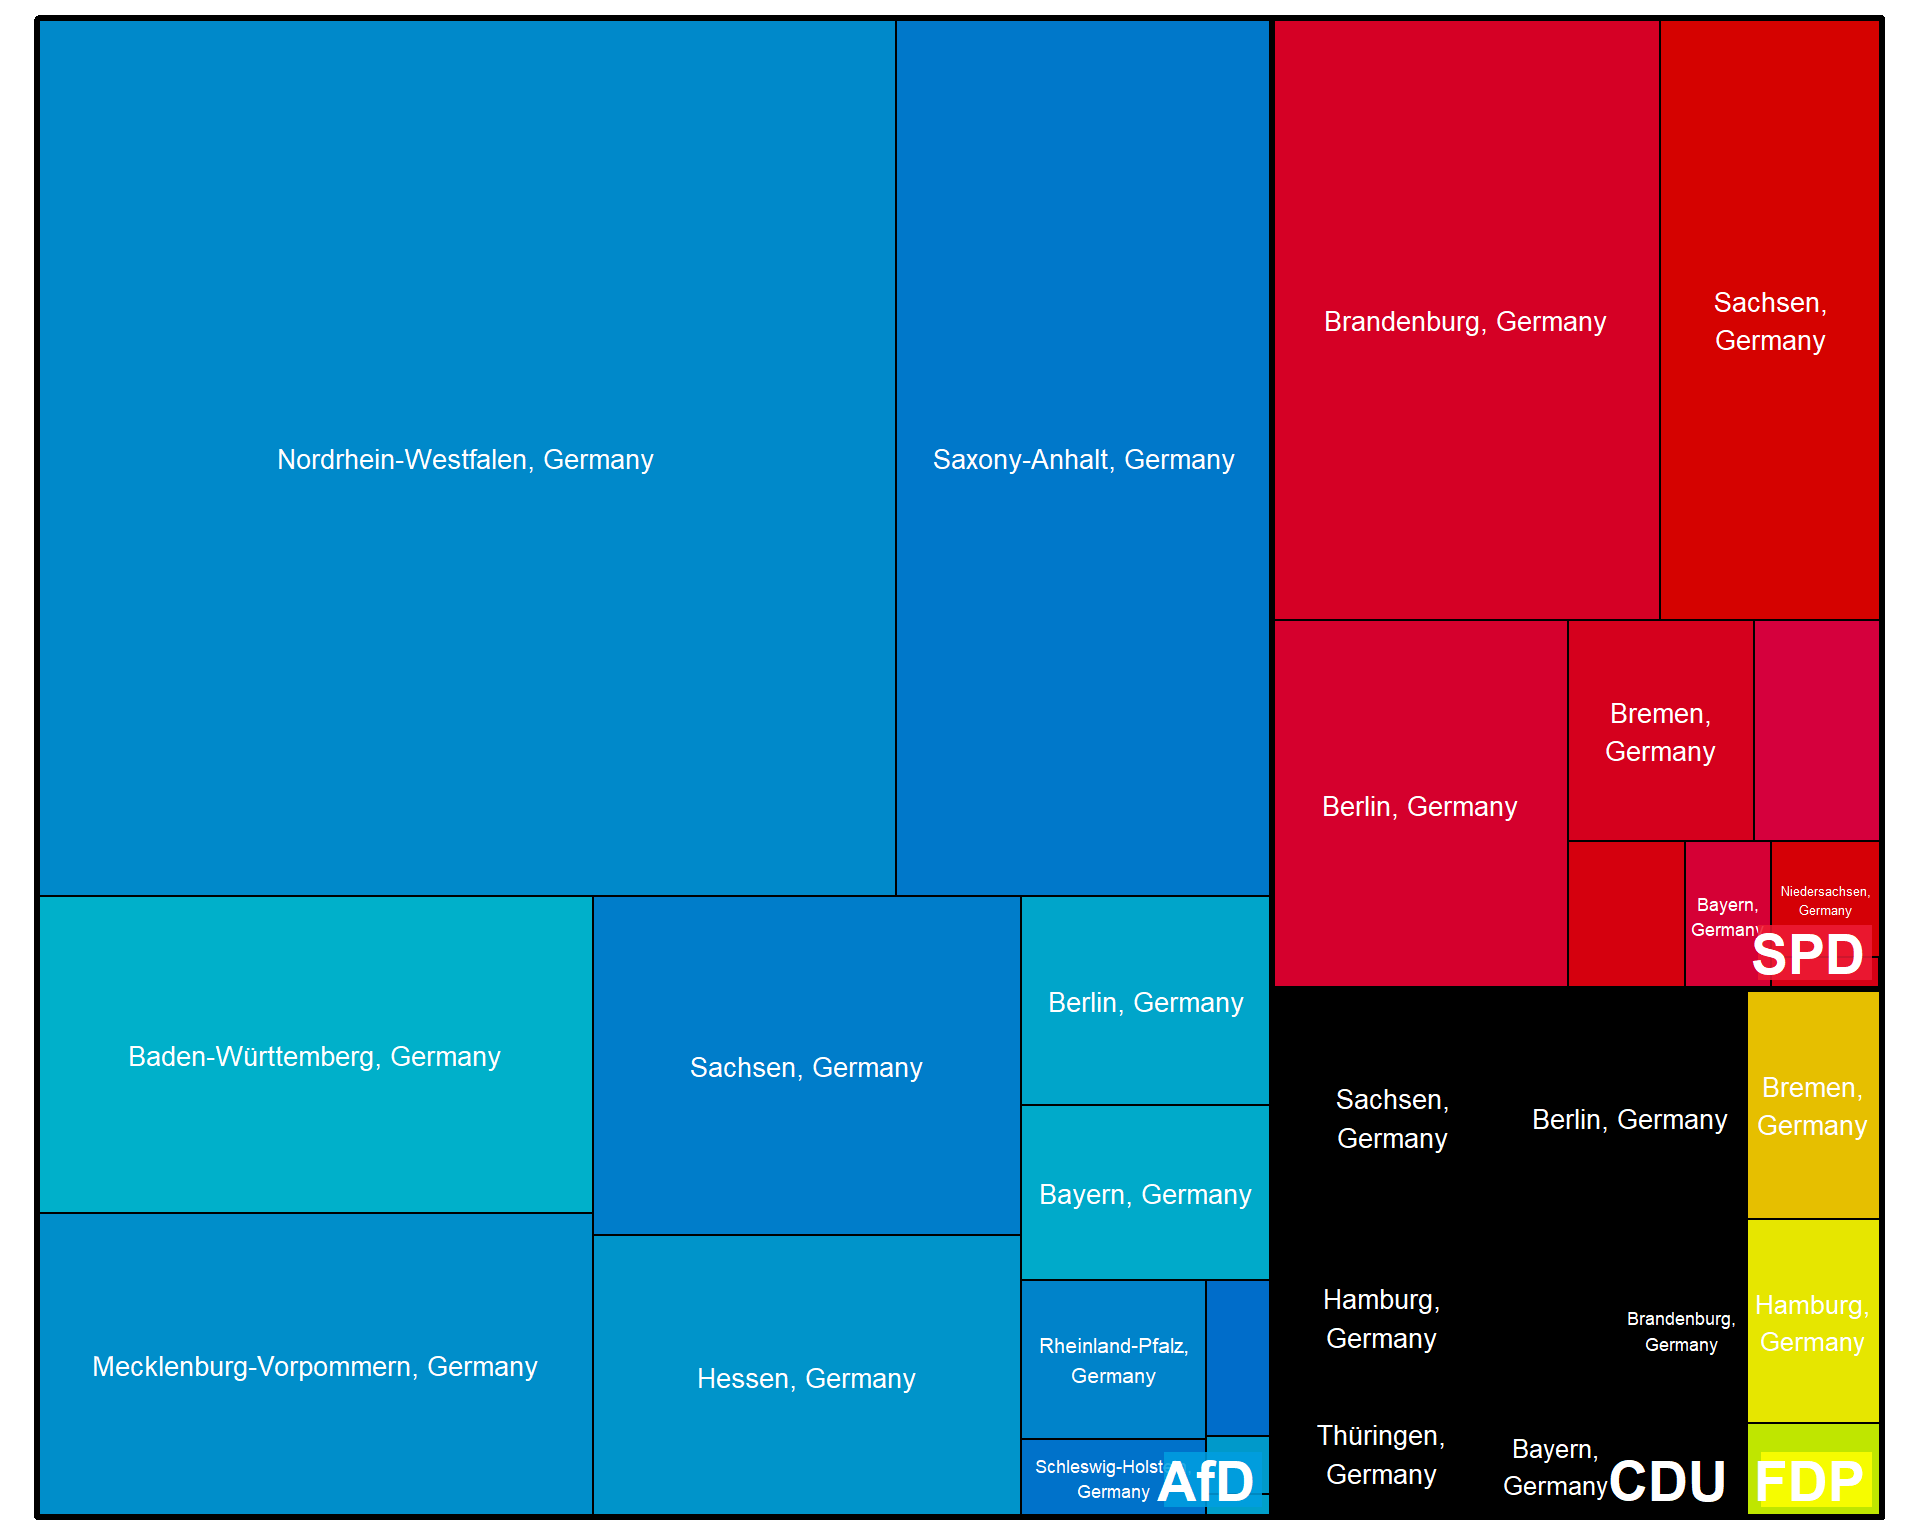 Nordrhein-Westfalen, Germany
Saxony-Anhalt, Germany
Baden-Württemberg, Germany
Mecklenburg-Vorpommern, Germany
Sachsen, Germany
Hessen, Germany
Berlin, Germany
Bayern, Germany
Rheinland-Pfalz,
Germany
Germany
AfD
Brandenburg, Germany
Sachsen,
Germany
Berlin, Germany
Bremen,
Germany
Bayern,
Germany
Niedersachsen,
Germany
SPD
Sachsen,
Germany
Berlin, Germany
Hamburg,
Germany
Brandenburg,
Germany
Thüringen,
Germany
Bayern,
Germany
CDU
Bremen,
Germany
Hamburg,
Germany
FDP